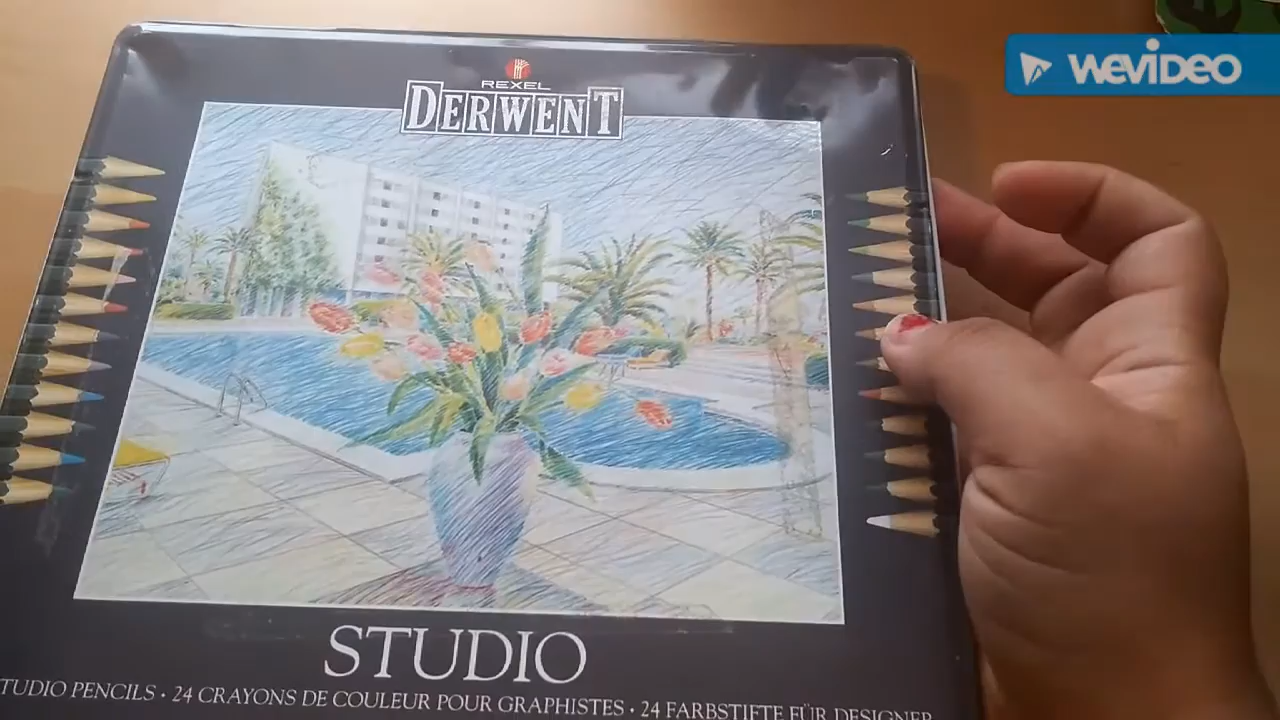 WEVIDEO
REXEL
DERWENT
STUDIO
TUDIO PENCILS · 24 CRAYONS DE COULEUR POUR GRAPHISTES · 24 FARBSTIFTE FÜR DESIGNER